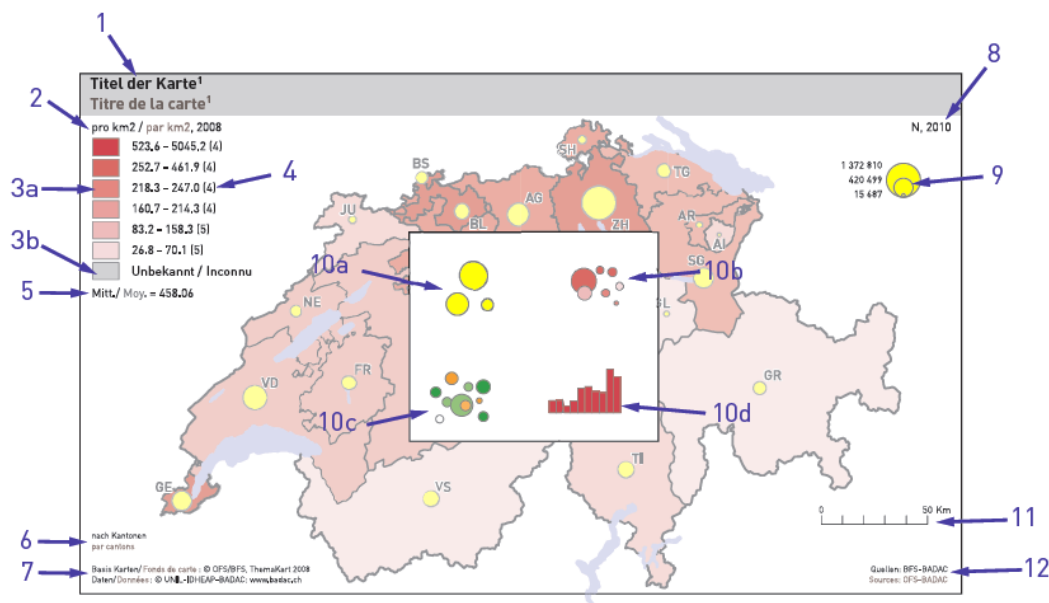 1
8
Titel der Karte¹
Titre de la carte¹
2
pro km2 / par km2, 2008
N, 2010
523.6 – 5045.2 (4)
252.7 – 461.9 (4)
3a
218.3 – 247.0 (4)
4
160.7 – 214.3 (4)
83.2 – 158.3 (5)
26.8 – 70.1 (5)
3b
Unbekannt / Inconnu
5
Mitt./ Moy. = 458.06
1 372 810
420 499
15 687
9
SH
BS
TG
JU
AG
BL
ZH
AR
AI
SG
10a
10b
NE
GL
VD
FR
GR
10c
10d
TI
GE
VS
0
50 Km
11
6
nach Kantonen
par cantons
7
Basis Karten/ Fonds de carte : © OFS/BFS, ThemaKart 2008
Daten/Données : © UNIL-IDHEAP-BADAC; www.badac.ch
Quellen: BFS-BADAC
Sources: OFS-BADAC
12